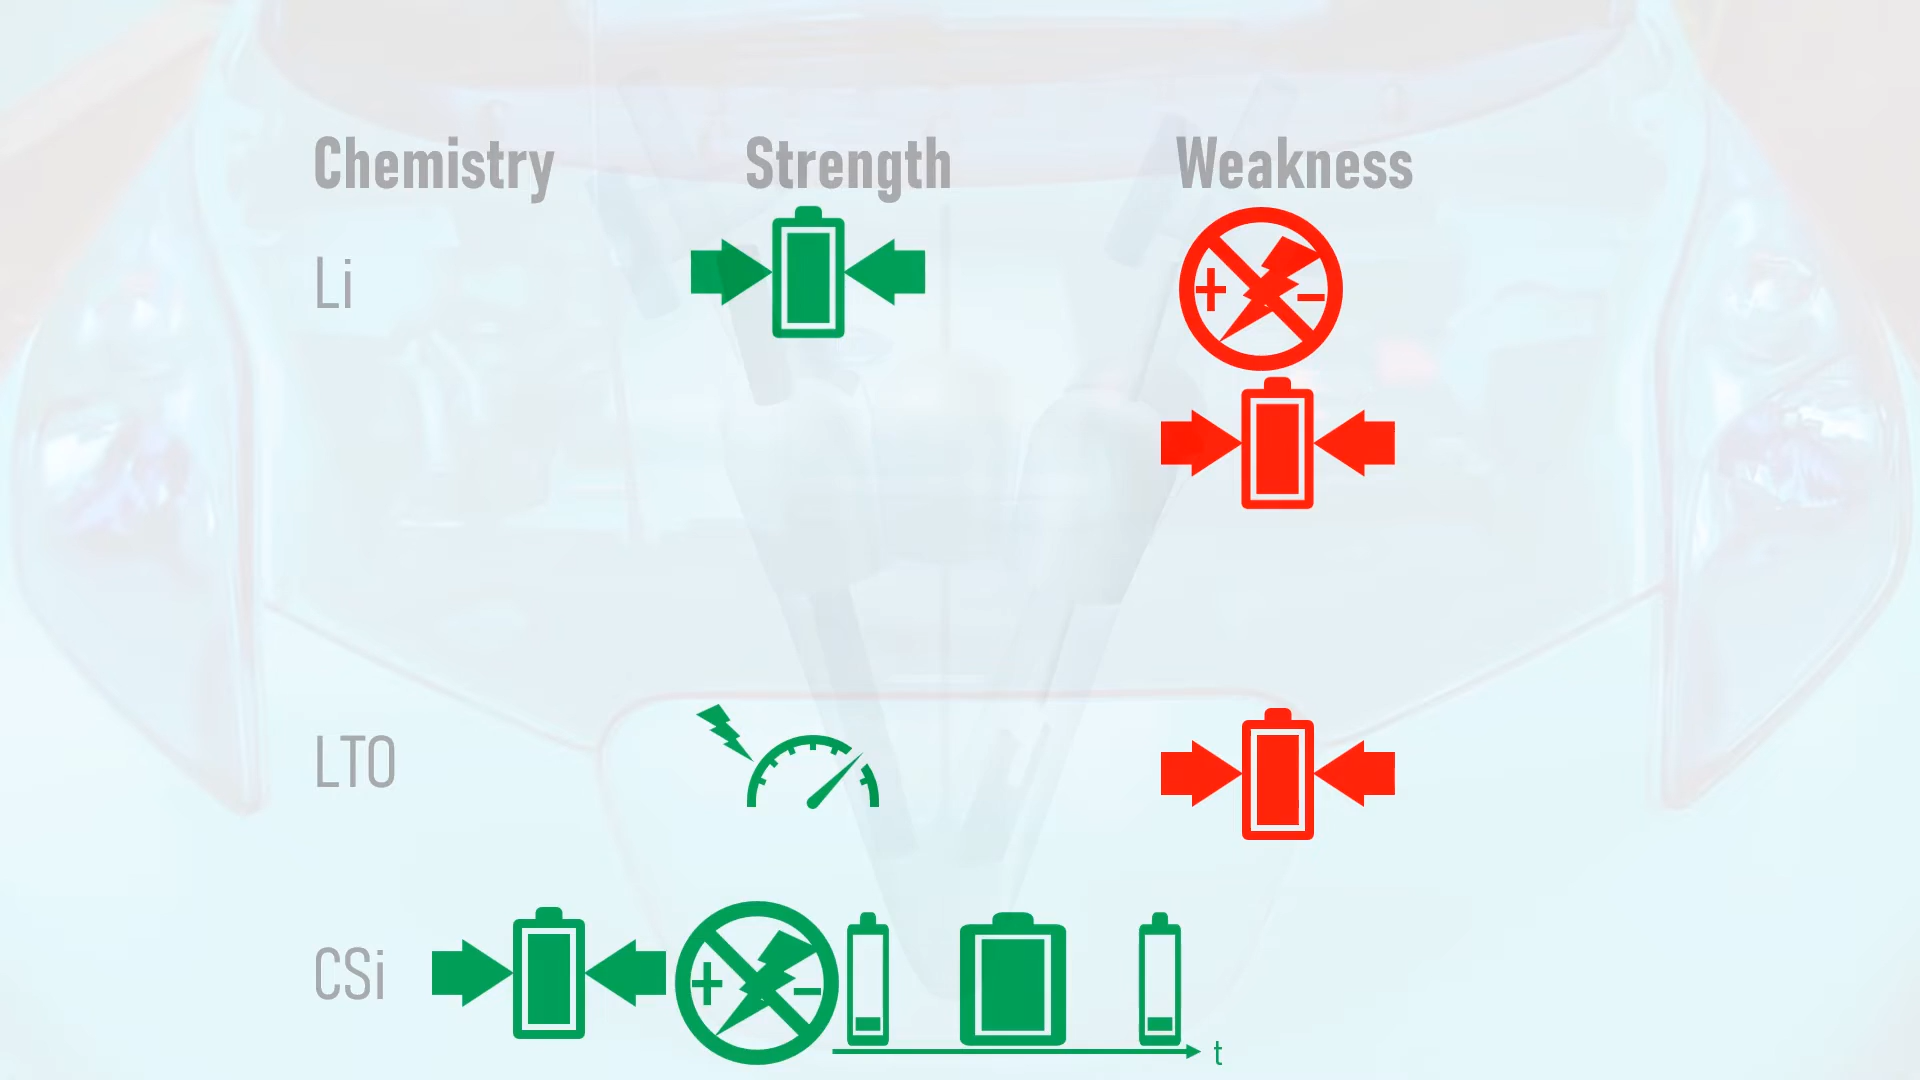 Chemistry Strength Weakness
Li
+ −
LTO
CSi
+ −
t